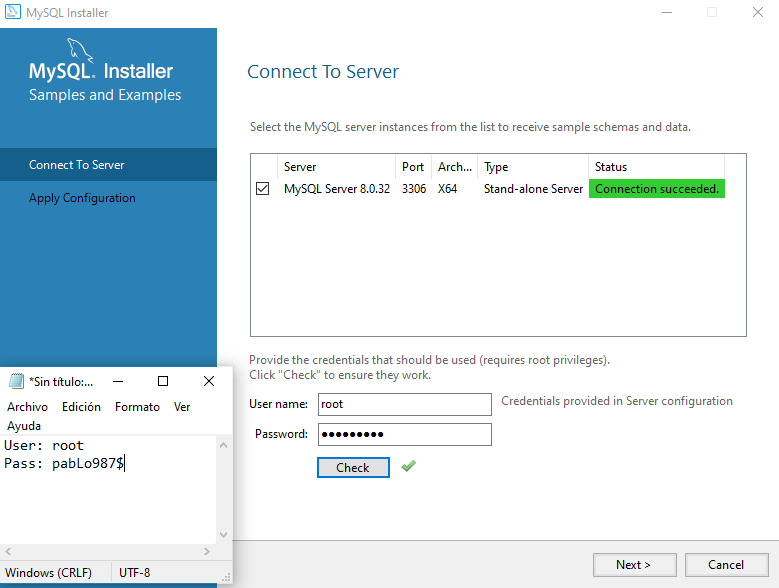 MySQL Installer
MySQL. Installer
Samples and Examples
Connect To Server
Apply Configuration
Connect To Server
Select the MySQL server instances from the list to receive sample schemas and data.
Server Port Arch... Type Status
MySQL Server 8.0.32 3306 X64 Stand-alone Server Connection succeeded.
Provide the credentials that should be used (requires root privileges).
Click "Check" to ensure they work.
User name: root Credentials provided in Server configuration
Password: ●●●●●●●●●
Check
Next > Cancel
*Sin título:...
Archivo Edición Formato Ver
Ayuda
User: root
Pass: pabLo987$
Windows (CRLF) UTF-8